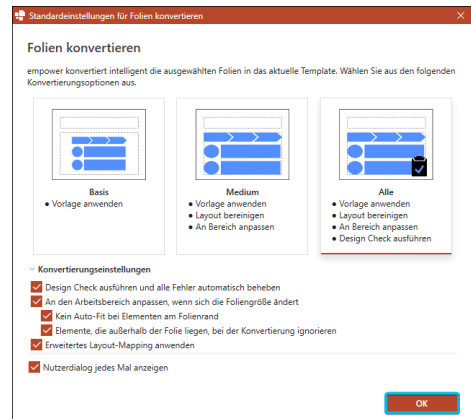 Standardeinstellungen für Folien konvertieren
Folien konvertieren
empower konvertiert intelligent die ausgewählten Folien in das aktuelle Template. Wählen Sie aus den folgenden
Konvertierungsoptionen aus.
Basis
• Vorlage anwenden
Medium
• Vorlage anwenden
• Layout bereinigen
• An Bereich anpassen
Alle
• Vorlage anwenden
• Layout bereinigen
• An Bereich anpassen
• Design Check ausführen
Konvertierungseinstellungen
Design Check ausführen und alle Fehler automatisch beheben
An den Arbeitsbereich anpassen, wenn sich die Foliengröße ändert
Kein Auto-Fit bei Elementen am Folienrand
Elemente, die außerhalb der Folie liegen, bei der Konvertierung ignorieren
Erweitertes Layout-Mapping anwenden
Nutzerdialog jedes Mal anzeigen
OK